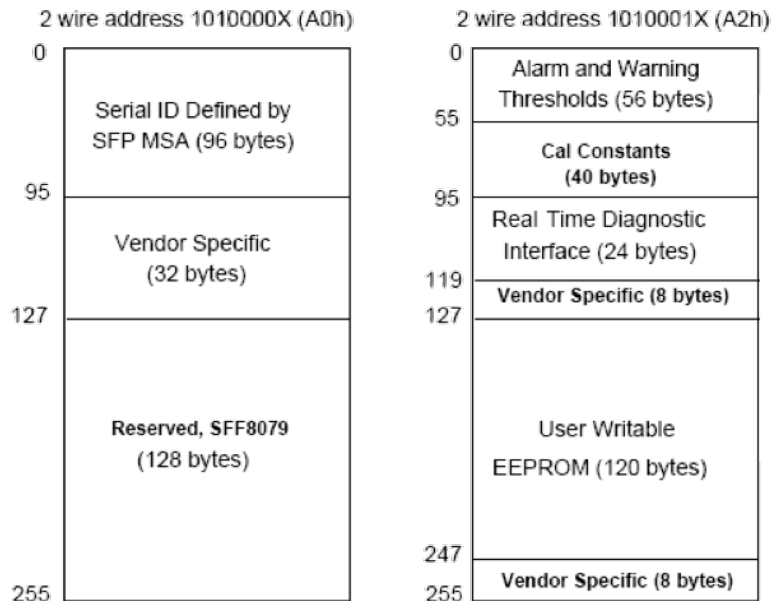 2 wire address 1010000X (A0h)
0
Serial ID Defined by
SFP MSA (96 bytes)
95
Vendor Specific
(32 bytes)
127
Reserved, SFF8079
(128 bytes)
255
2 wire address 1010001X (A2h)
0
Alarm and Warning
Thresholds (56 bytes)
55
Cal Constants
(40 bytes)
95
Real Time Diagnostic
Interface (24 bytes)
119
Vendor Specific (8 bytes)
127
User Writable
EEPROM (120 bytes)
247
Vendor Specific (8 bytes)
255